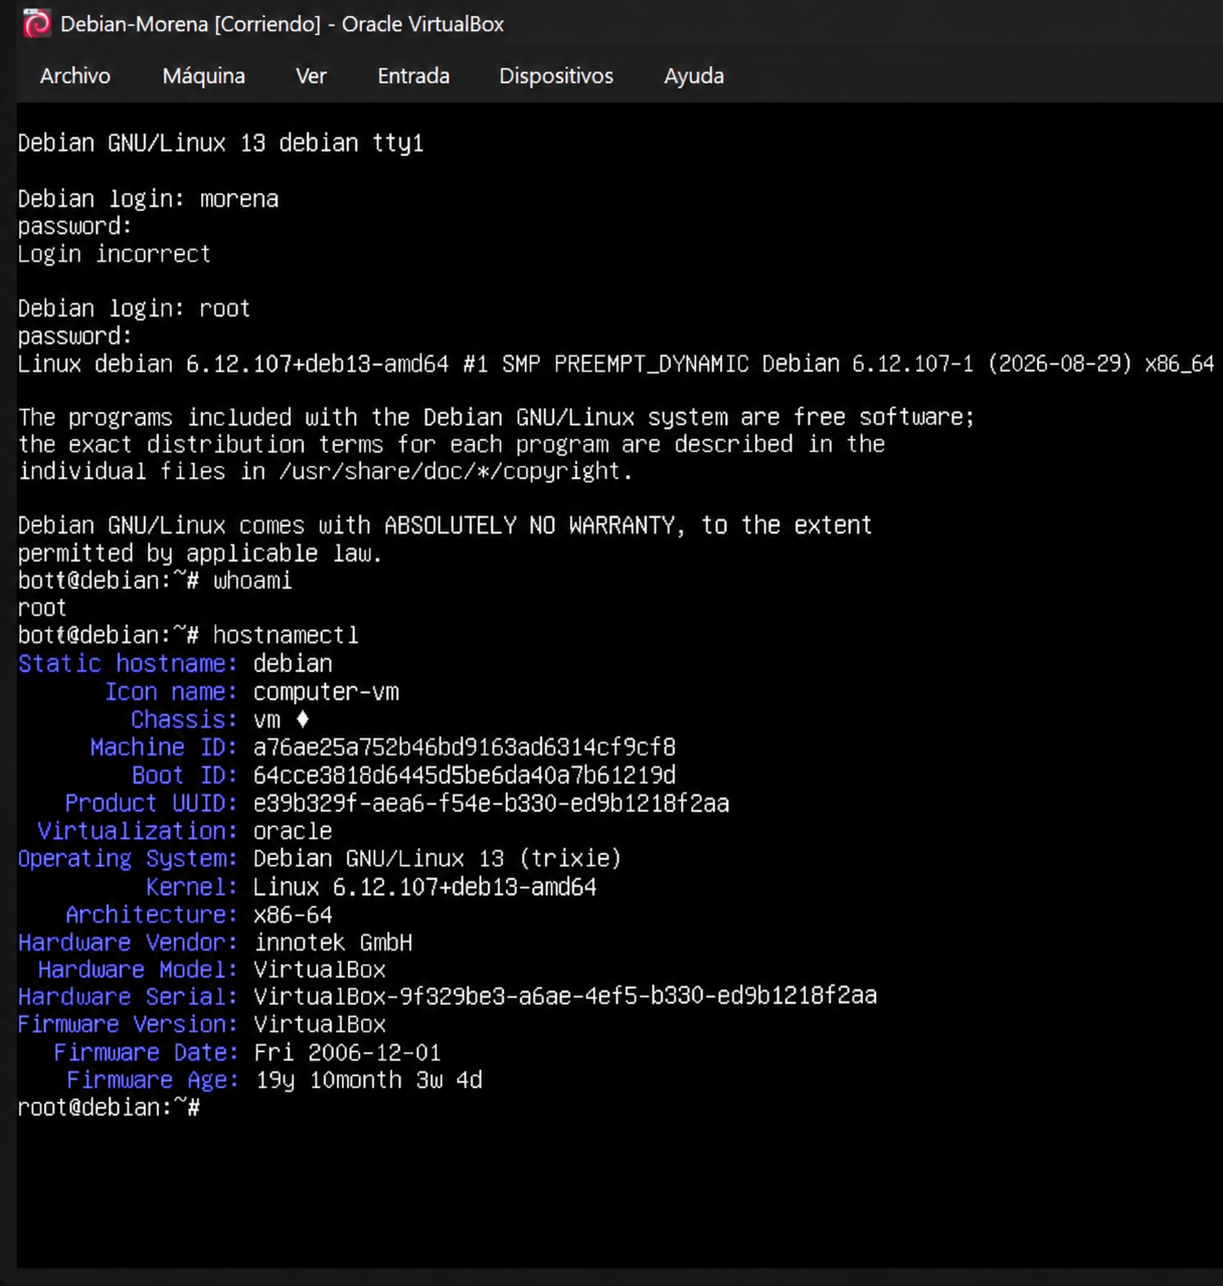 Debian-Morena [Corriendo] - Oracle VirtualBox
Archivo Máquina Ver Entrada Dispositivos Ayuda
Debian GNU/Linux 13 debian tty1
Debian login: morena
password:
Login incorrect
Debian login: root
password:
Linux debian 6.12.107+deb13-amd64 #1 SMP PREEMPT_DYNAMIC Debian 6.12.107-1 (2026-08-29) x86_64
The programs included with the Debian GNU/Linux system are free software;
the exact distribution terms for each program are described in the
individual files in /usr/share/doc/*/copyright.
Debian GNU/Linux comes with ABSOLUTELY NO WARRANTY, to the extent
permitted by applicable law.
bott@debian:~# whoami
root
bott@debian:~# hostnamectl
Static hostname: debian
Icon name: computer-vm
Chassis: vm ♦
Machine ID: a76ae25a752b46bd9163ad6314cf9cf8
Boot ID: 64cce3818d6445d5be6da40a7b61219d
Product UUID: e39b329f-aea6-f54e-b330-ed9b1218f2aa
Virtualization: oracle
Operating System: Debian GNU/Linux 13 (trixie)
Kernel: Linux 6.12.107+deb13-amd64
Architecture: x86-64
Hardware Vendor: innotek GmbH
Hardware Model: VirtualBox
Hardware Serial: VirtualBox-9f329be3-a6ae-4ef5-b330-ed9b1218f2aa
Firmware Version: VirtualBox
Firmware Date: Fri 2006-12-01
Firmware Age: 19y 10month 3w 4d
root@debian:~#